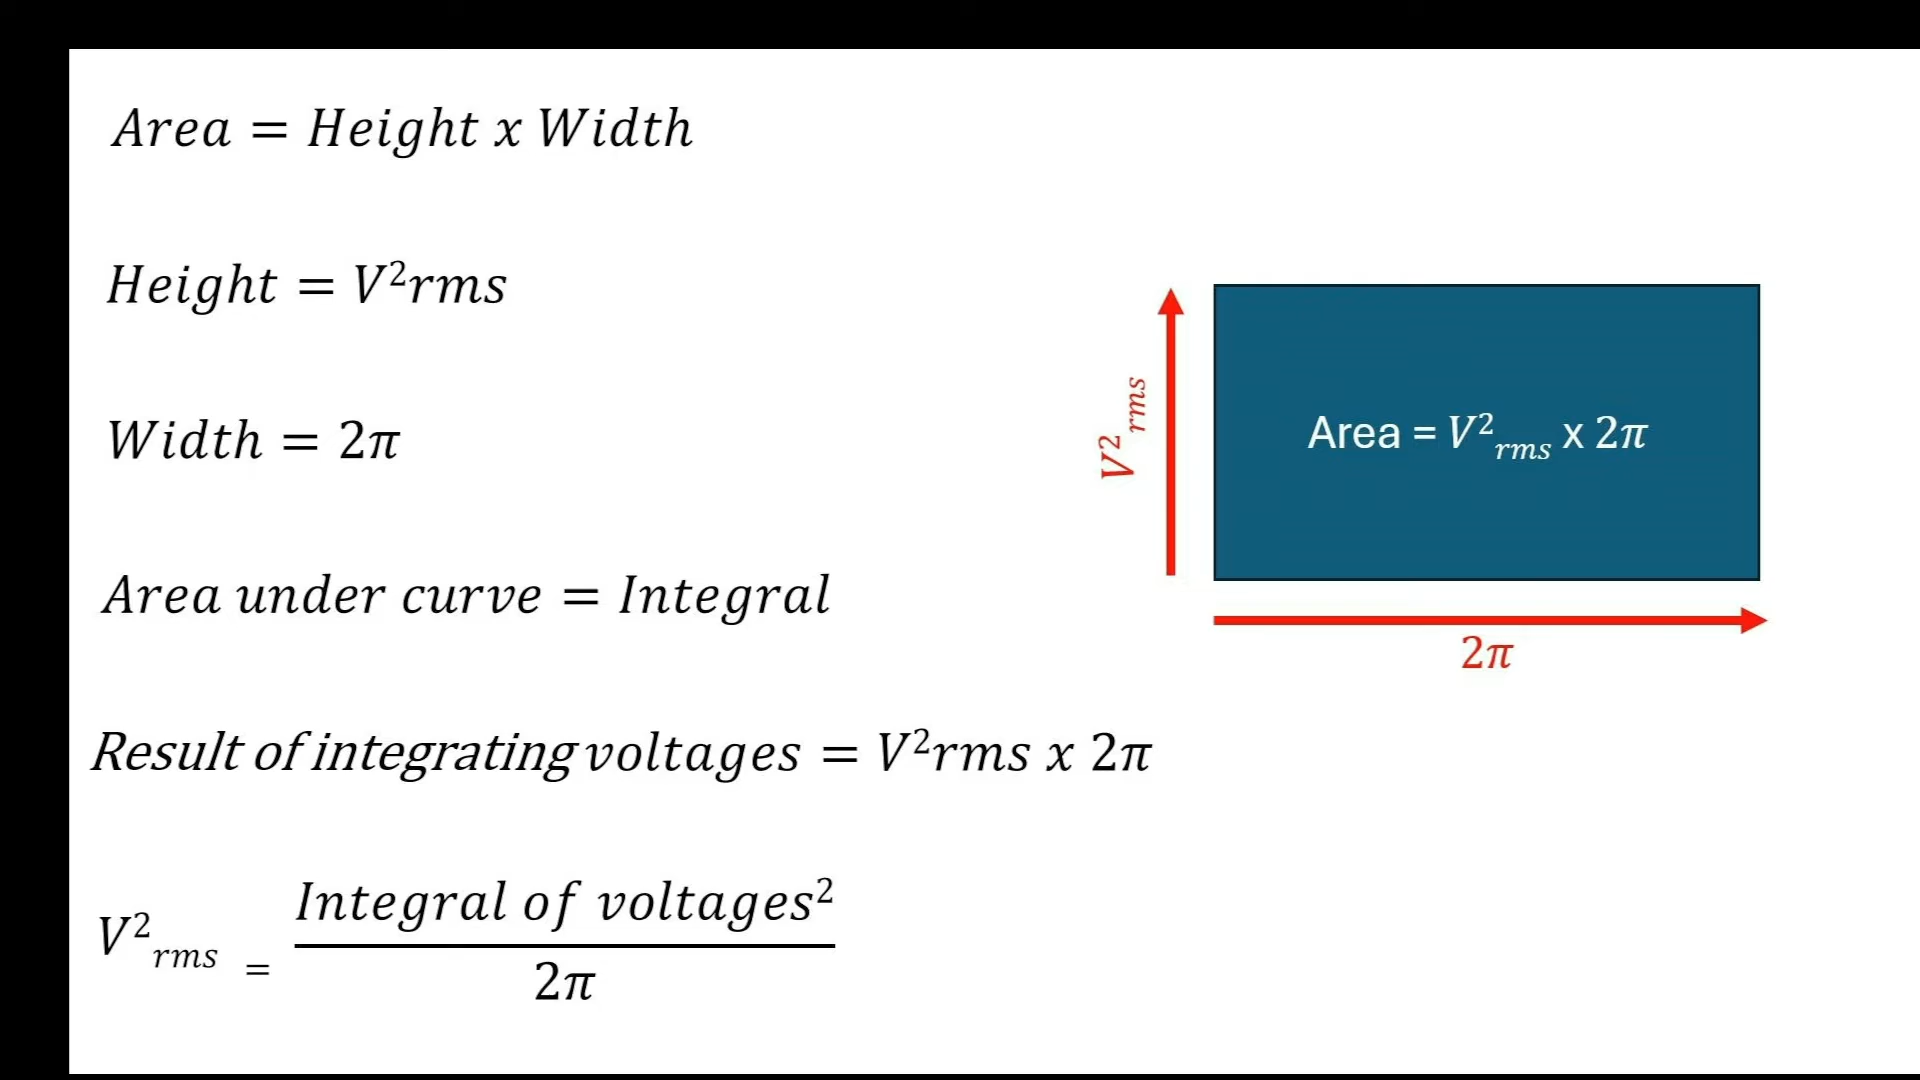 Area = Height x Width
Height = V²rms
Width = 2π
Area under curve = Integral
Result of integrating voltages = V²rms x 2π
V²rms = Integral of voltages² / 2π
V²rms
Area = V²rms x 2π
2π